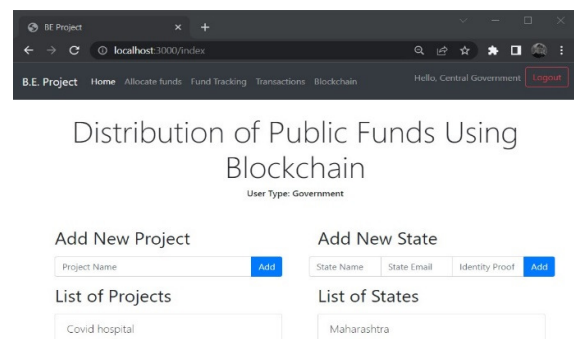 BE Project
localhost:3000/index
B.E. Project Home Allocate funds Fund Tracking Transactions Blockchain Hello, Central Government Logout
Distribution of Public Funds Using
Blockchain
User Type: Government
Add New Project
Project Name Add
List of Projects
Covid hospital
Add New State
State Name State Email Identity Proof Add
List of States
Maharashtra